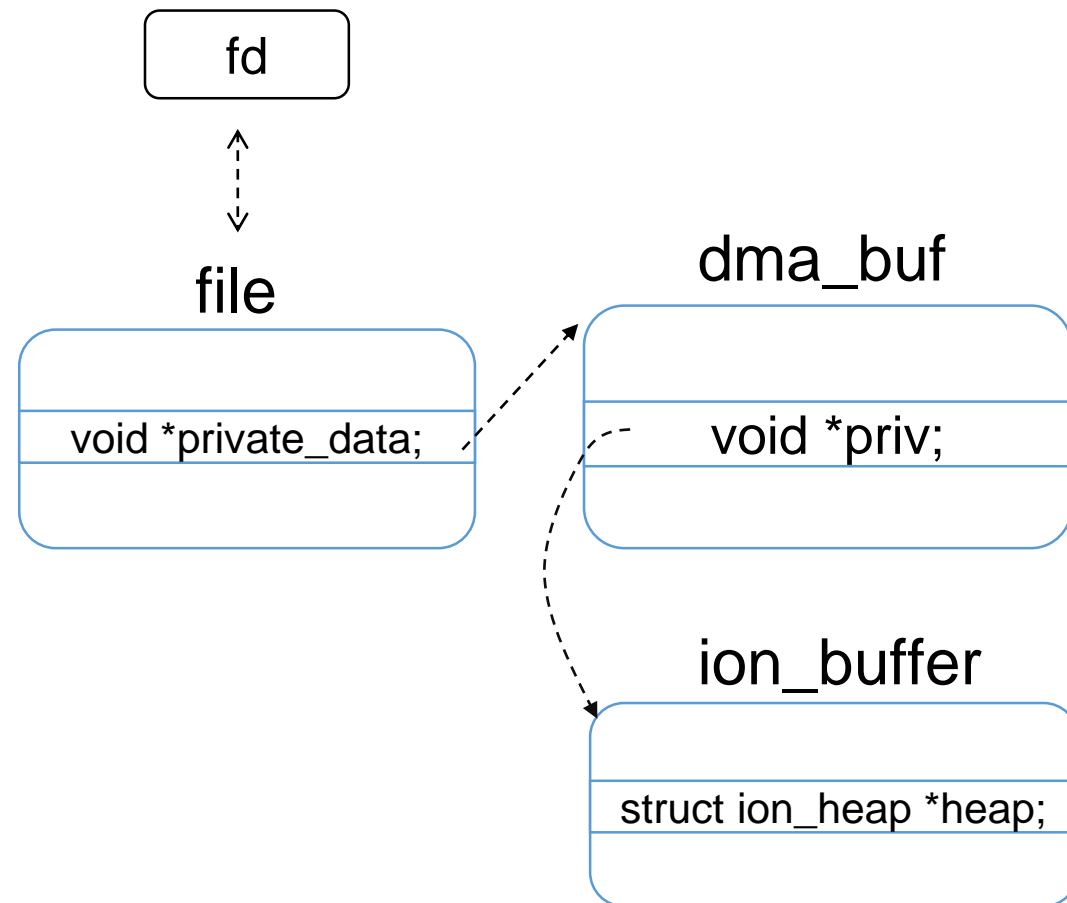 fd
file
void *private_data;
dma_buf
void *priv;
ion_buffer
struct ion_heap *heap;